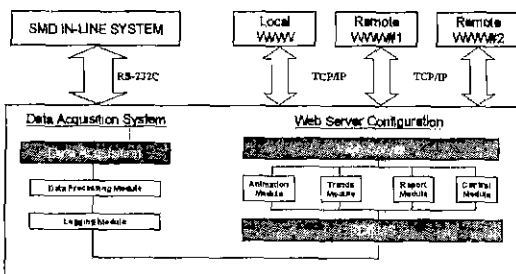 SMD IN-LINE SYSTEM
Local
WWW
Remote
WWW#1
Remote
WWW#2
RS-232C
TCP/IP
TCP/IP
Data Acquisition System
Web Server Configuration
Data Processing Module
Logging Module
Animation
Module
Trends
Module
Report
Module
Control
Module